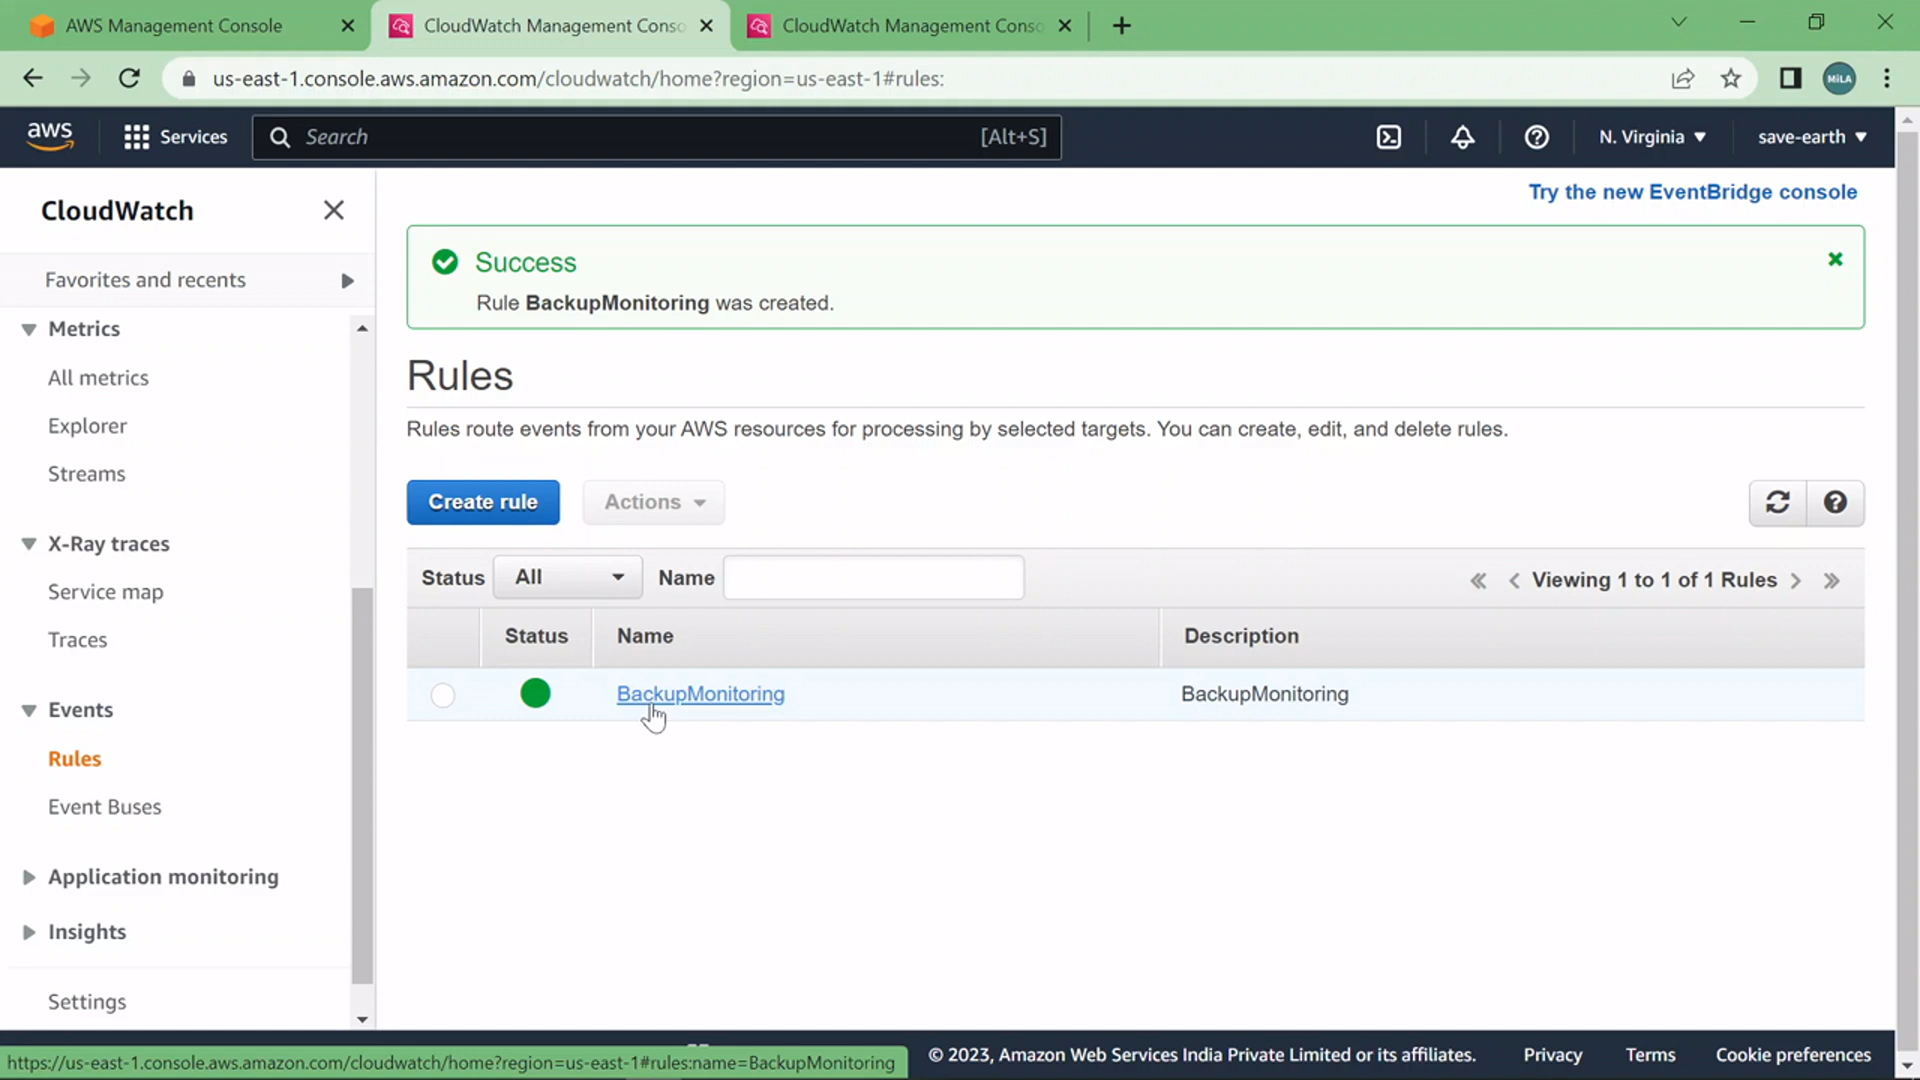 AWS Management Console
CloudWatch Management Conso
CloudWatch Management Conso
us-east-1.console.aws.amazon.com/cloudwatch/home?region=us-east-1#rules:
MiLA
aws
Services
Search
[Alt+S]
N. Virginia
save-earth
CloudWatch
Try the new EventBridge console
Favorites and recents
Success
Rule BackupMonitoring was created.
Metrics
All metrics
Explorer
Streams
X-Ray traces
Service map
Traces
Events
Rules
Event Buses
Application monitoring
Insights
Settings
Rules
Rules route events from your AWS resources for processing by selected targets. You can create, edit, and delete rules.
Create rule
Actions
Status
All
Name
« < Viewing 1 to 1 of 1 Rules > »
Status
Name
Description
BackupMonitoring
BackupMonitoring
https://us-east-1.console.aws.amazon.com/cloudwatch/home?region=us-east-1#rules:name=BackupMonitoring
© 2023, Amazon Web Services India Private Limited or its affiliates.
Privacy
Terms
Cookie preferences